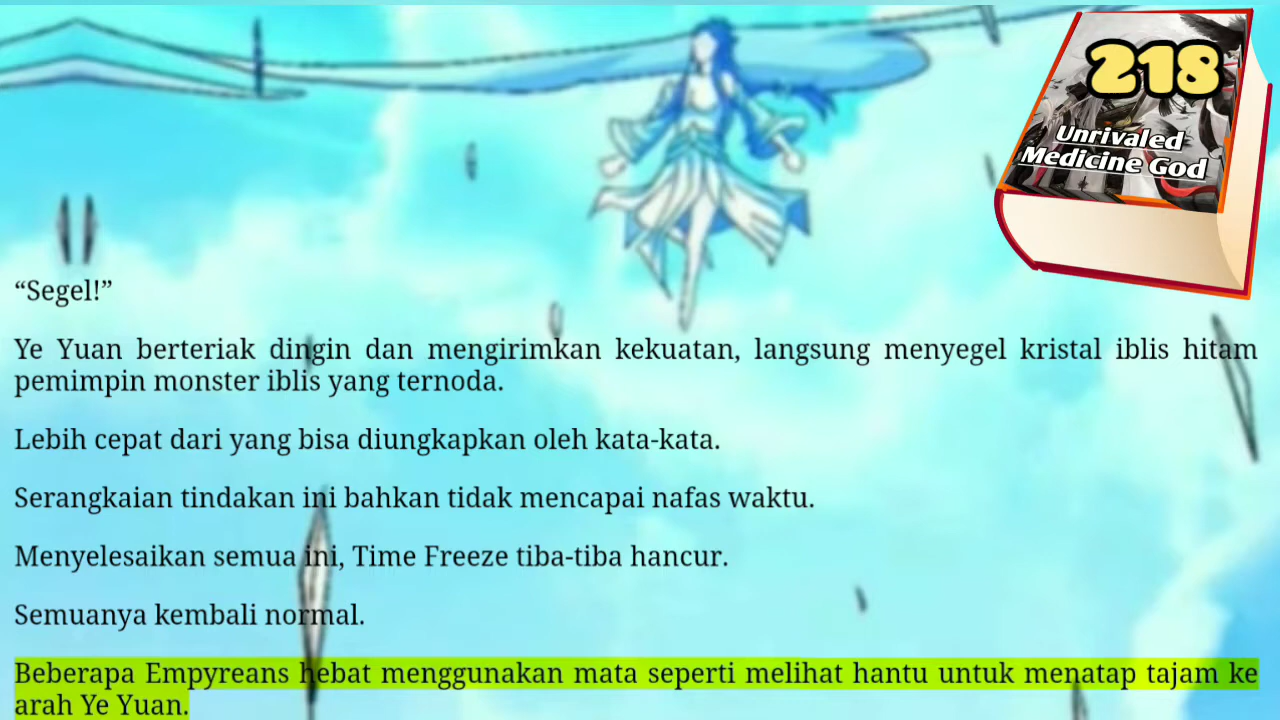 218
Unrivaled
Medicine God
“Segel!”
Ye Yuan berteriak dingin dan mengirimkan kekuatan, langsung menyegel kristal iblis hitam
pemimpin monster iblis yang ternoda.
Lebih cepat dari yang bisa diungkapkan oleh kata-kata.
Serangkaian tindakan ini bahkan tidak mencapai nafas waktu.
Menyelesaikan semua ini, Time Freeze tiba-tiba hancur.
Semuanya kembali normal.
Beberapa Empyreans hebat menggunakan mata seperti melihat hantu untuk menatap tajam ke
arah Ye Yuan.